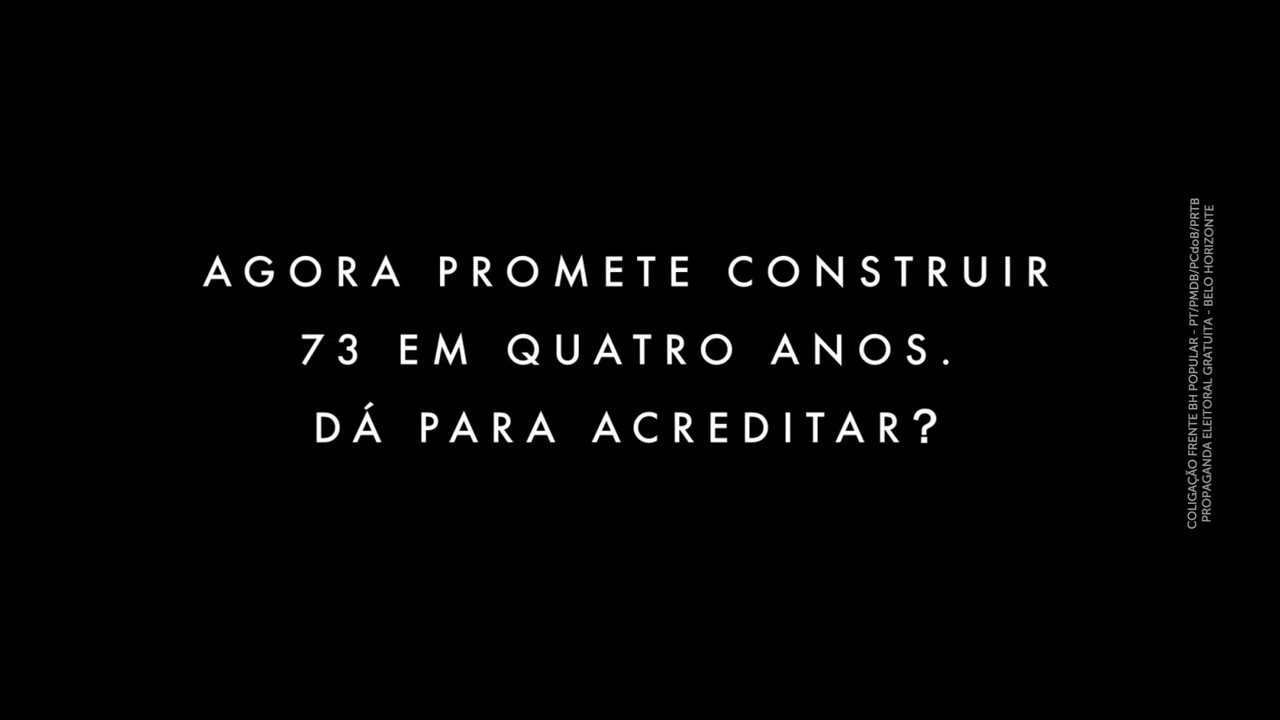 AGORA PROMETE CONSTRUIR
73 EM QUATRO ANOS.
DÁ PARA ACREDITAR?
COLIGAÇÃO FRENTE BH POPULAR - PT/PMDB/PCdoB/PRTB
PROPAGANDA ELEITORAL GRATUITA - BELO HORIZONTE